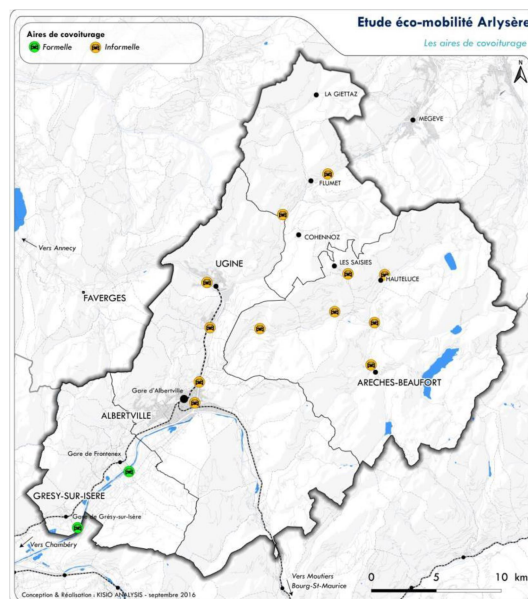 Etude éco-mobilité Arlysère
Les aires de covoiturage
Aires de covoiturage
Formelle
Informelle
N
LA GIETTAZ
MEGEVE
FLUMET
COHENNOZ
Vers Annecy
LES SAISIES
HAUTELUCE
UGINE
FAVERGES
ARECHES-BEAUFORT
Gare d'Albertville
ALBERTVILLE
Gare de Frontenex
GRESY-SUR-ISERE
Gare de Grésy-sur-Isère
Vers Chambéry
Vers Moutiers
Bourg-St-Maurice
0 5 10 km
Conception & Réalisation : KISIO ANALYSIS - septembre 2016